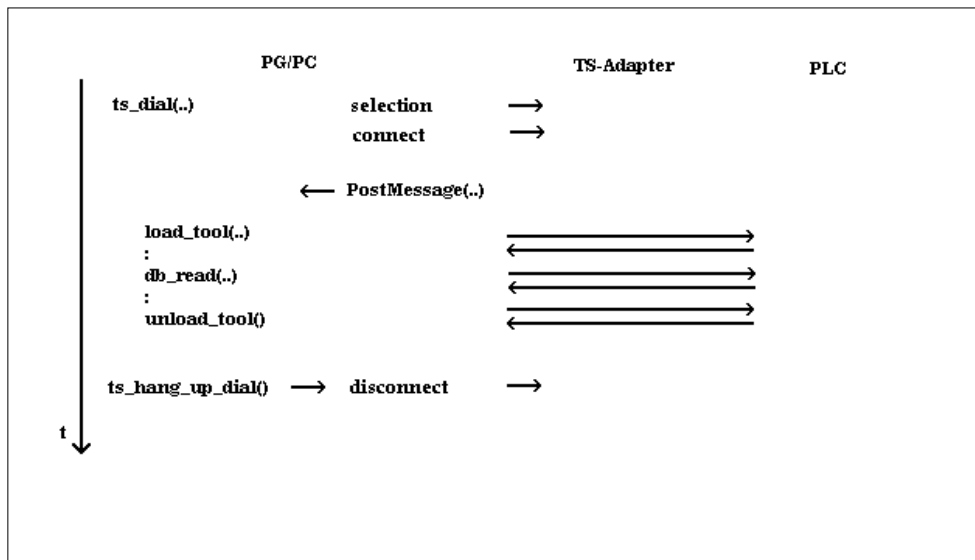 PG/PC TS-Adapter PLC
ts_dial(..) selection
connect
PostMessage(..)
load_tool(..)
:
db_read(..)
:
unload_tool()
ts_hang_up_dial() disconnect
t